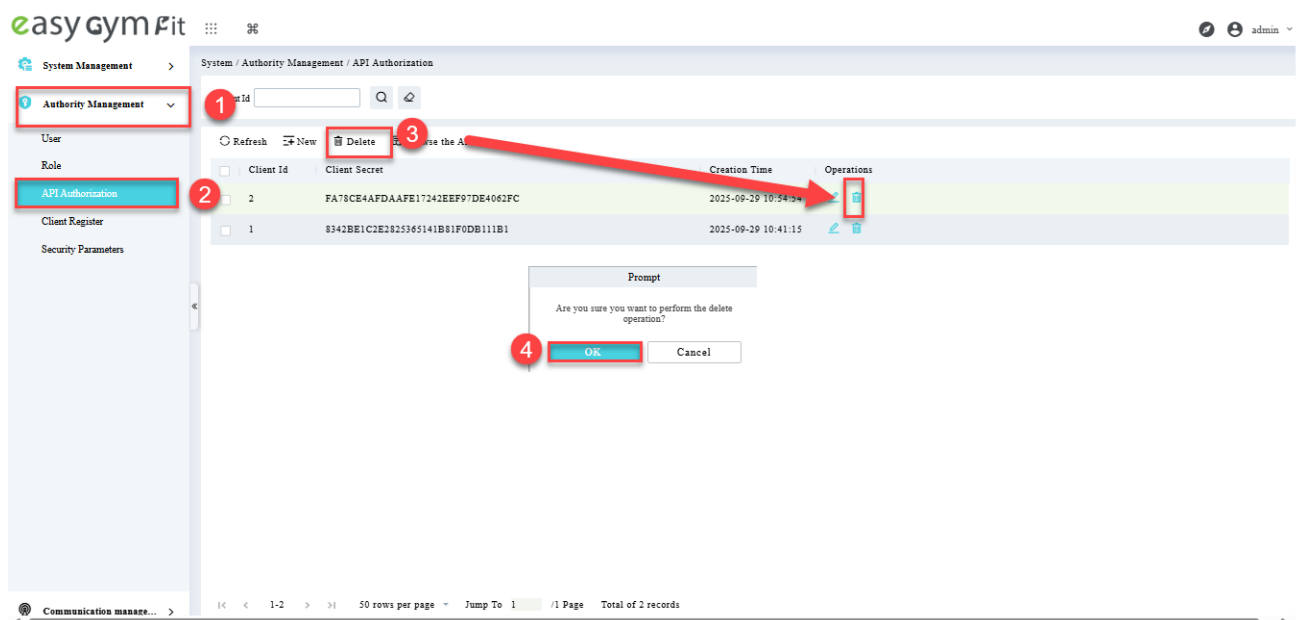 easy Gym Fit
admin
System Management
System / Authority Management / API Authorization
Authority Management
1
Id
User
Refresh New Delete 3 the
Role
Client Id Client Secret Creation Time Operations
API Authorization
2
2 FA78CE4AFDAAFE17242EEF97DE4062FC 2025-09-29 10:54:54
Client Register
1 8342BE1C2E2825365141B81F0DB111B1 2025-09-29 10:41:15
Security Parameters
Prompt
Are you sure you want to perform the delete
operation?
4 OK Cancel
Communication manage...
1-2 50 rows per page Jump To 1 /1 Page Total of 2 records